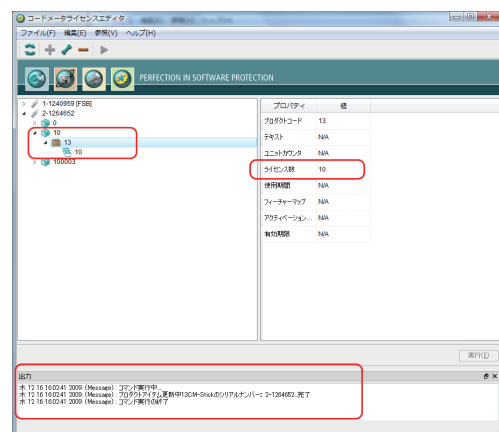 コードメータライセンスエディタ
ファイル(F) 編集(E) 参照(V) ヘルプ(H)
PERFECTION IN SOFTWARE PROTECTION
1-1240959 [FSB]
2-1264652
0
10
13
10
100003
プロパティ 値
プロダクトコード 13
テキスト N/A
ユニットカウンタ N/A
ライセンス数 10
使用期間 N/A
フィーチャーマップ N/A
アクティベーション... N/A
有効期限 N/A
実行(D)
出力
水 12 16 16:02:41 2009: (Message) : コマンド実行中...
水 12 16 16:02:41 2009: (Message) : プロダクトアイテム更新中13CM-Stickのシリアルナンバー: 2-1264652...完了
水 12 16 16:02:41 2009: (Message) : コマンド実行の終了